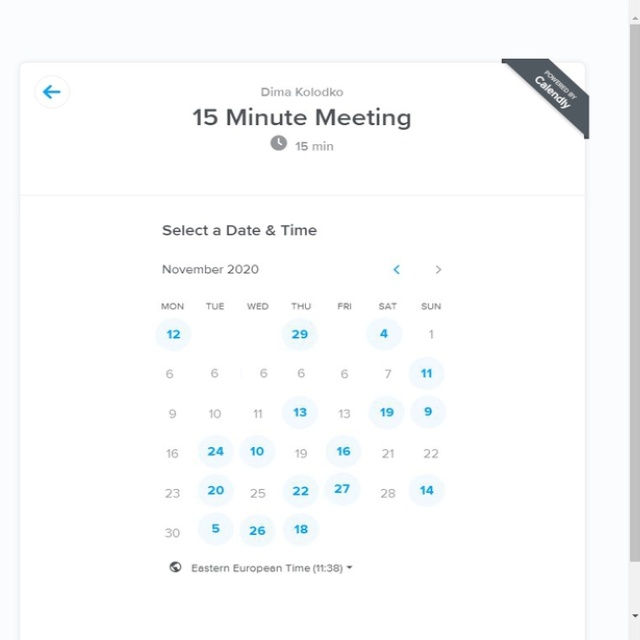 POWERED BY
Calendly
Dima Kolodko
15 Minute Meeting
15 min
Select a Date & Time
November 2020
MON TUE WED THU FRI SAT SUN
12 29 4 1
6 6 6 6 6 7 11
9 10 11 13 13 19 9
16 24 10 19 16 21 22
23 20 25 22 27 28 14
30 5 26 18
Eastern European Time (11:38)